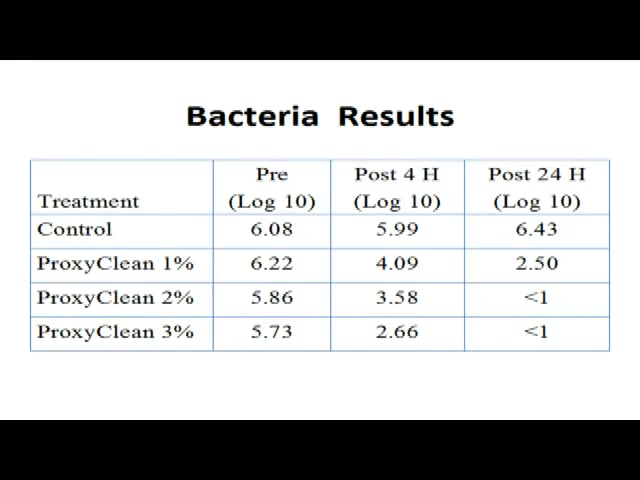 Bacteria Results
Pre Post 4 H Post 24 H
Treatment (Log 10) (Log 10) (Log 10)
Control 6.08 5.99 6.43
ProxyClean 1% 6.22 4.09 2.50
ProxyClean 2% 5.86 3.58 <1
ProxyClean 3% 5.73 2.66 <1